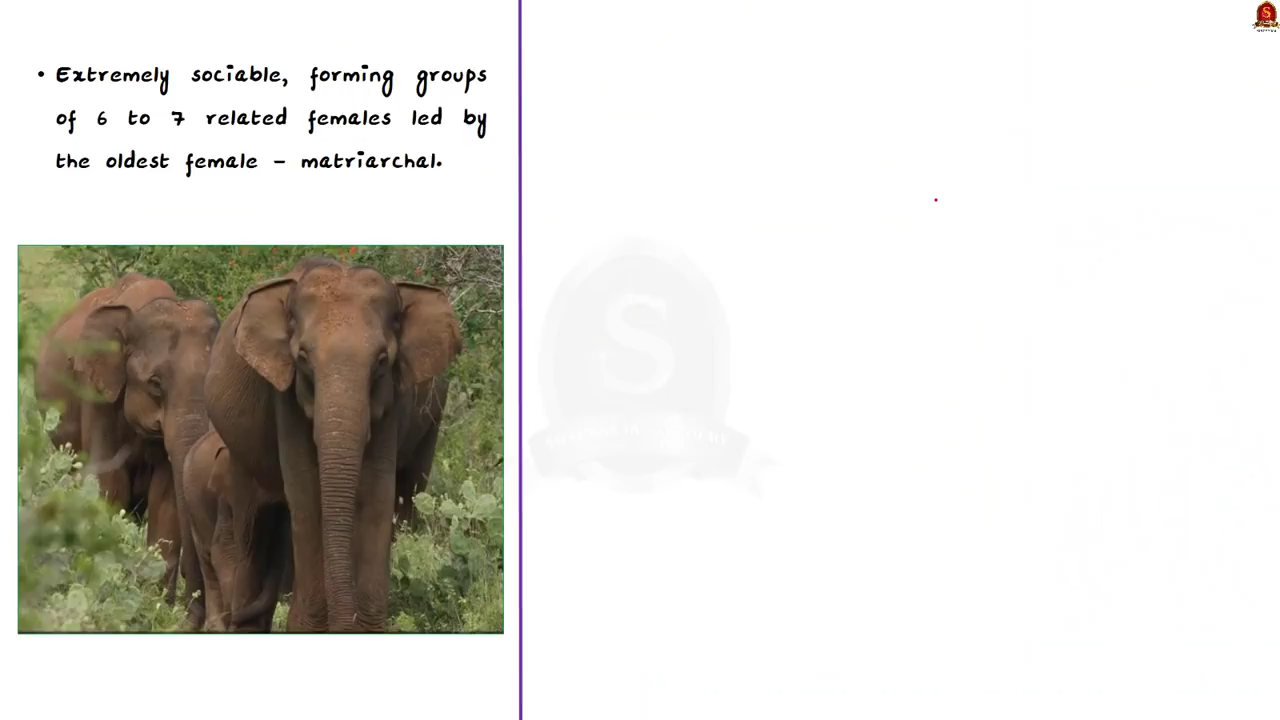 • Extremely sociable, forming groups
of 6 to 7 related females led by
the oldest female – matriarchal.
S